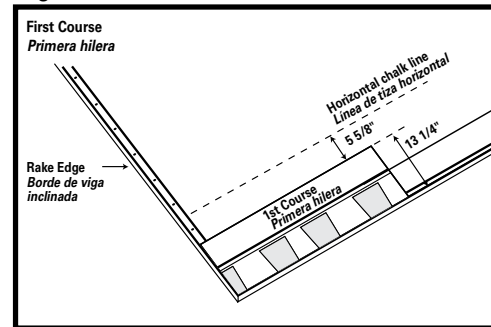 First Course
Primera hilera
Horizontal chalk line
Línea de tiza horizontal
5 5/8"
13 1/4"
Rake Edge
Borde de viga
inclinada
1st Course
Primera hilera